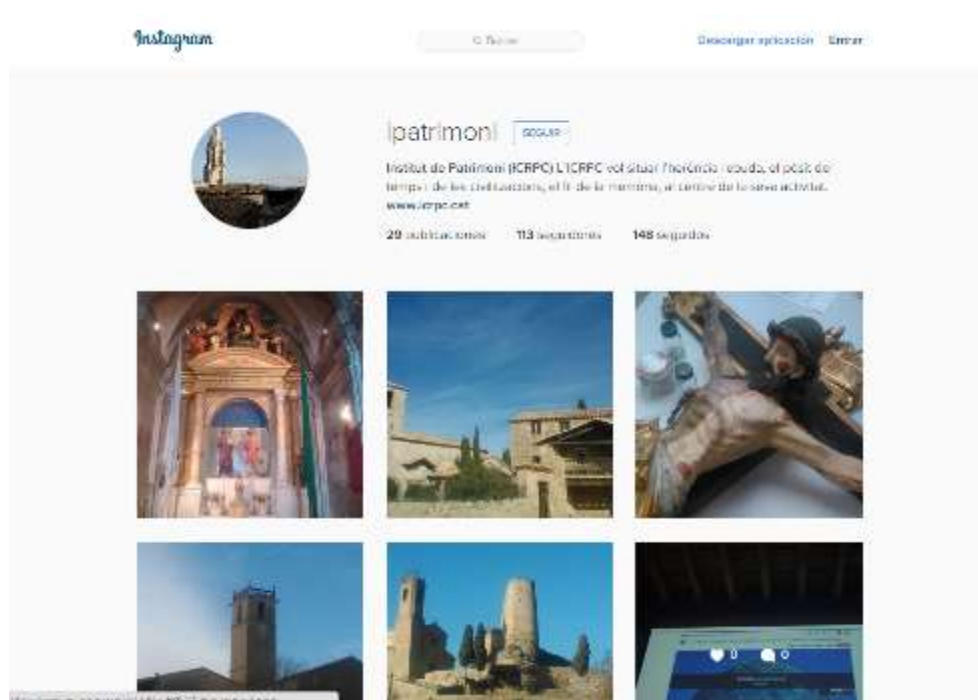 Instagram
Descargar aplicación Entrar
ipatrimoni SEGUIR
Institut de Patrimoni (ICRPC) L'ICRPC vol situar l'herència rebuda, el pòsit del
temps i de les civilitzacions, el fil de la memòria, al centre de la seva activitat.
www.icrpc.cat
29 publicaciones 113 seguidores 148 seguidos
0 0